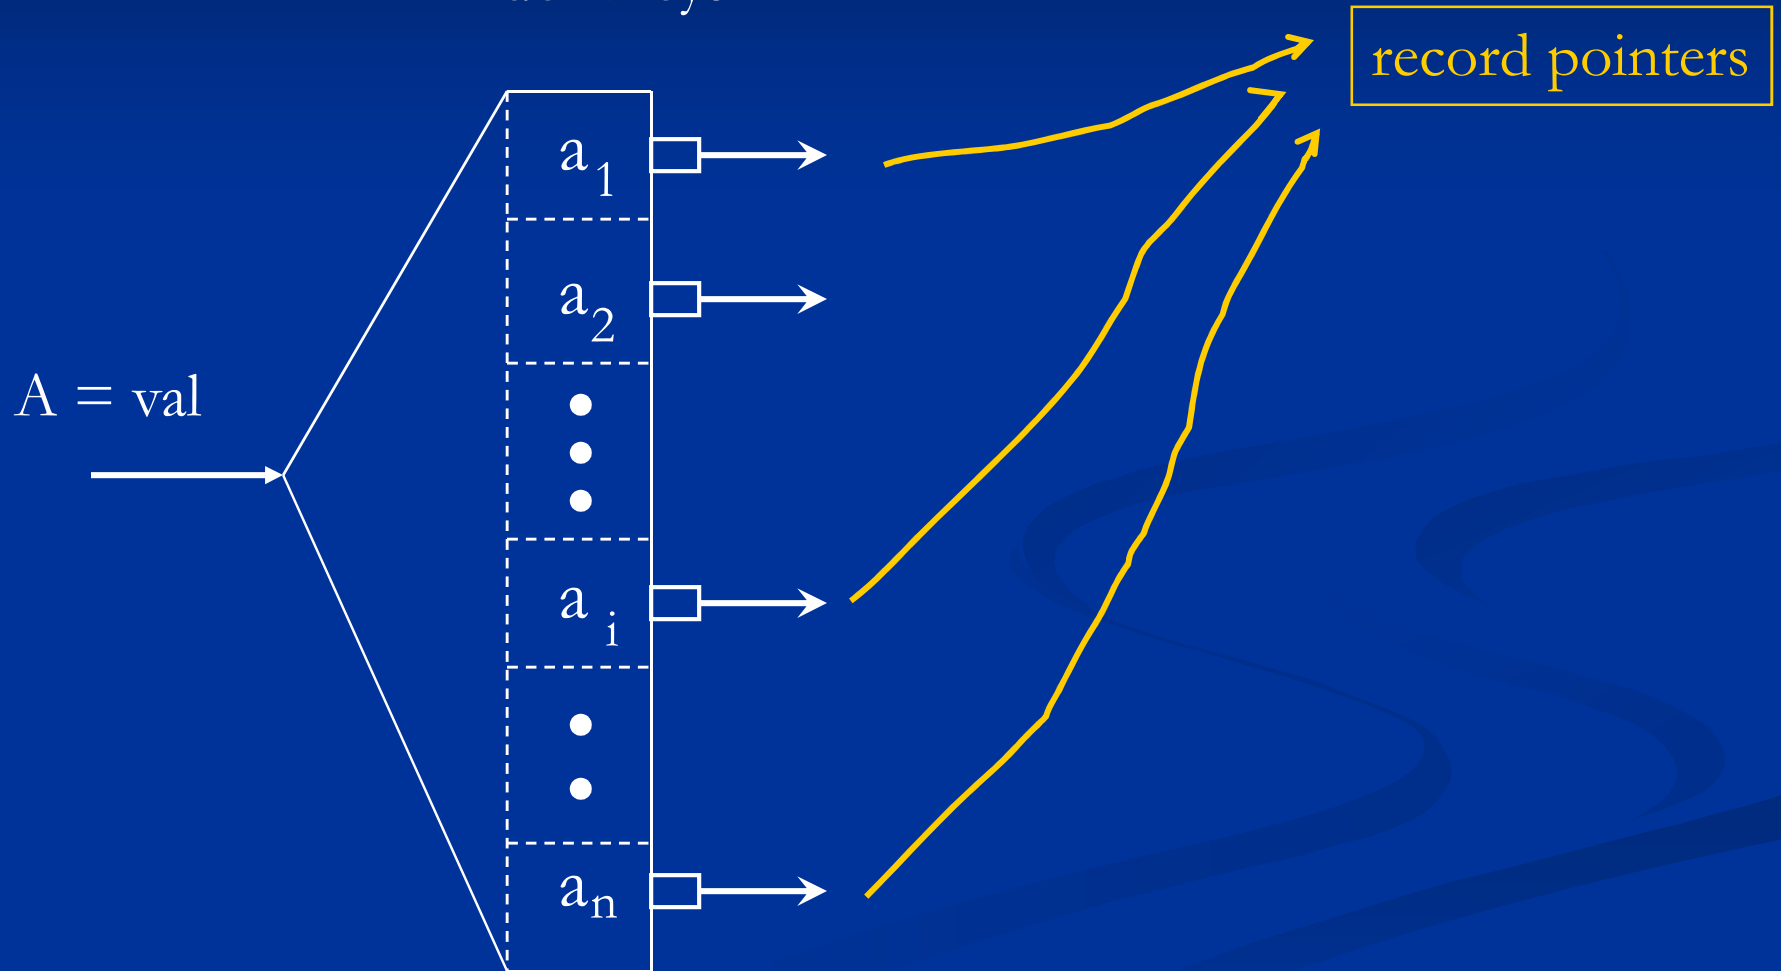 record pointers
a1
a2
A = val
ai
an